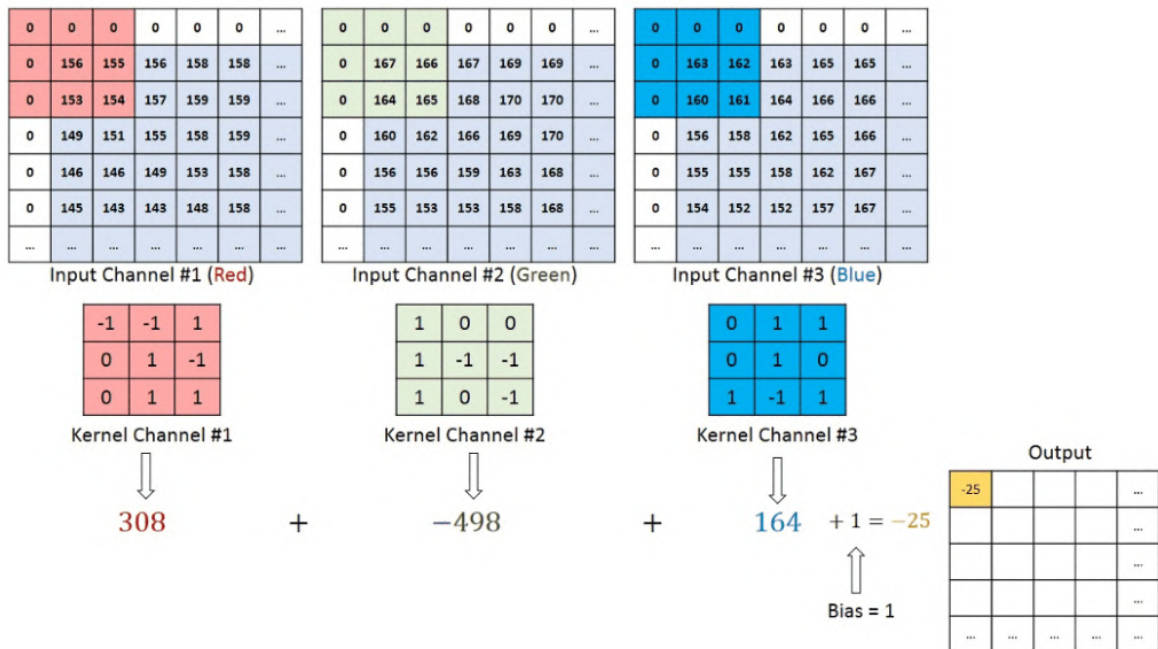 0 0 0 0 0 0 ... 0 0 0 0 0 0 ... 0 0 0 0 0 0 ...
0 156 155 156 158 158 ... 0 167 166 167 169 169 ... 0 163 162 163 165 165 ...
0 153 154 157 159 159 ... 0 164 165 168 170 170 ... 0 160 161 164 166 166 ...
0 149 151 155 158 159 ... 0 160 162 166 169 170 ... 0 156 158 162 165 166 ...
0 146 146 149 153 158 ... 0 156 156 159 163 168 ... 0 155 155 158 162 167 ...
0 145 143 143 148 158 ... 0 155 153 153 158 168 ... 0 154 152 152 157 167 ...
... ... ... ... ... ... ... ... ... ... ... ... ... ... ... ... ... ... ... ... ...
Input Channel #1 (Red) Input Channel #2 (Green) Input Channel #3 (Blue)
-1 -1 1 1 0 0 0 1 1
0 1 -1 1 -1 -1 0 1 0
0 1 1 1 0 -1 1 -1 1
Kernel Channel #1 Kernel Channel #2 Kernel Channel #3
308 + −498 + 164 + 1 = −25
Bias = 1
Output
-25 ...
...
...
...
... ... ... ... ...